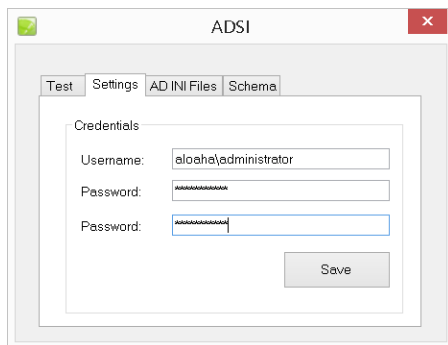 ADSI
Test Settings AD INI Files Schema
Credentials
Username: aloaha\administrator
Password: ***********
Password: ***********
Save